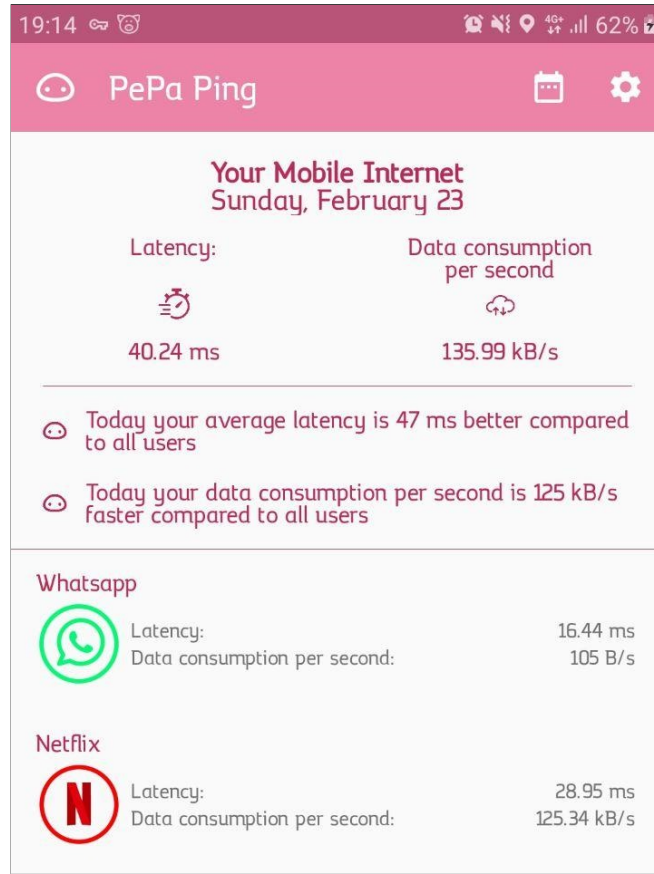 19:14 4G+ 62%
PePa Ping
Your Mobile Internet
Sunday, February 23
Latency:
Data consumption
per second
40.24 ms
135.99 kB/s
Today your average latency is 47 ms better compared
to all users
Today your data consumption per second is 125 kB/s
faster compared to all users
Whatsapp
Latency: 16.44 ms
Data consumption per second: 105 B/s
Netflix
N
Latency: 28.95 ms
Data consumption per second: 125.34 kB/s